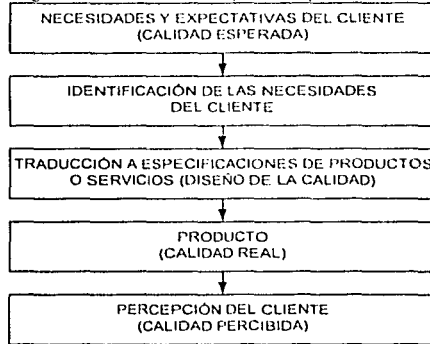 NECESIDADES Y EXPECTATIVAS DEL CLIENTE
(CALIDAD ESPERADA)
IDENTIFICACIÓN DE LAS NECESIDADES
DEL CLIENTE
TRADUCCIÓN A ESPECIFICACIONES DE PRODUCTOS
O SERVICIOS (DISEÑO DE LA CALIDAD)
PRODUCTO
(CALIDAD REAL)
PERCEPCIÓN DEL CLIENTE
(CALIDAD PERCIBIDA)